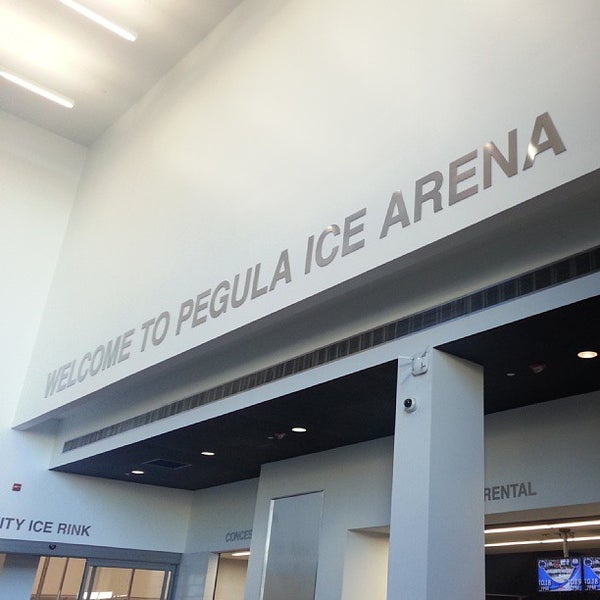 WELCOME TO PEGULA ICE ARENA
ITY ICE RINK
CONCES
RENTAL